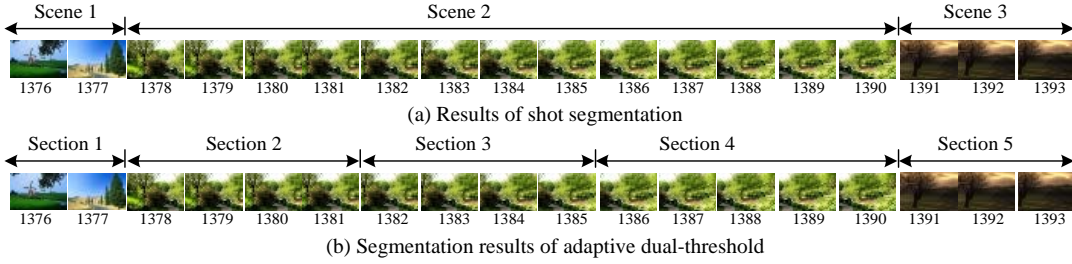 Scene 1 Scene 2 Scene 3
1376 1377 1378 1379 1380 1381 1382 1383 1384 1385 1386 1387 1388 1389 1390 1391 1392 1393
(a) Results of shot segmentation
Section 1 Section 2 Section 3 Section 4 Section 5
1376 1377 1378 1379 1380 1381 1382 1383 1384 1385 1386 1387 1388 1389 1390 1391 1392 1393
(b) Segmentation results of adaptive dual-threshold